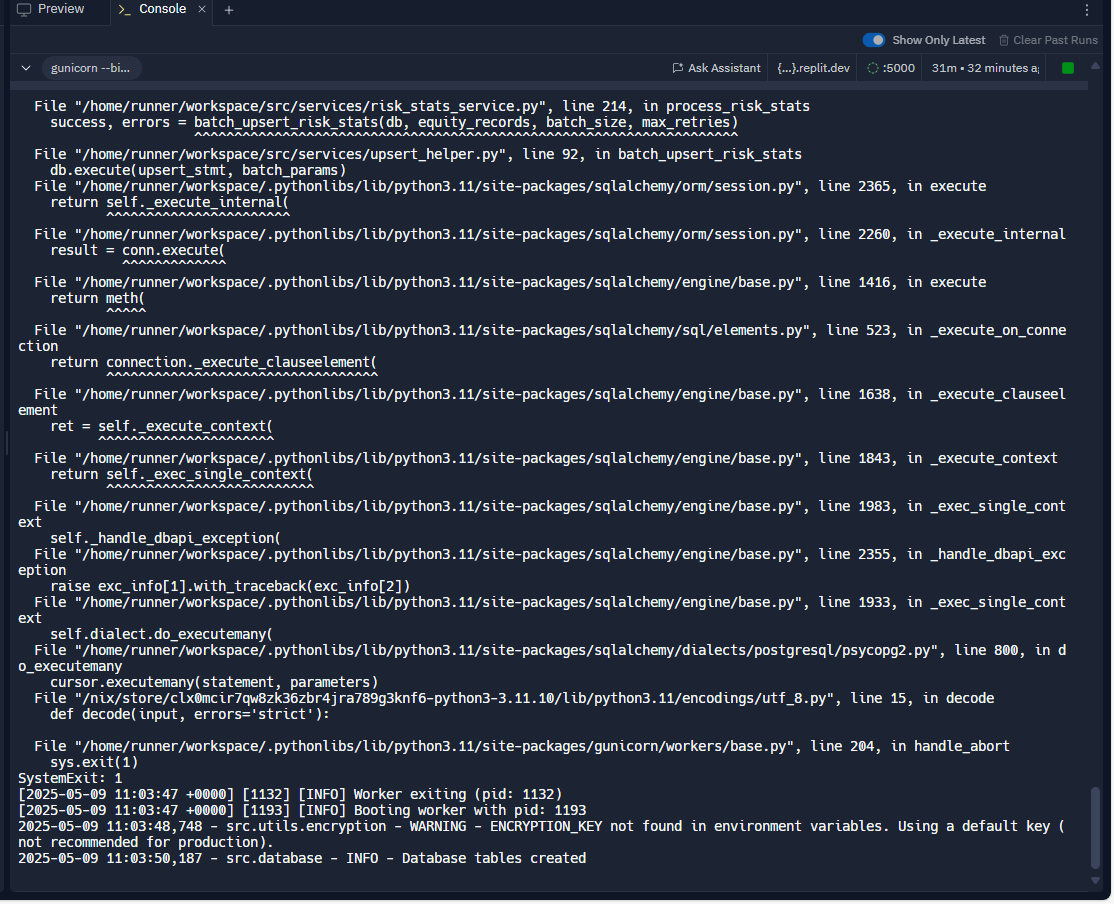 Preview
Console
Show Only Latest
Clear Past Runs
gunicorn --bi...
Ask Assistant
{...}.replit.dev
:5000
31m • 32 minutes a
File "/home/runner/workspace/src/services/risk_stats_service.py", line 214, in process_risk_stats
success, errors = batch_upsert_risk_stats(db, equity_records, batch_size, max_retries)
^^^^^^^^^^^^^^^^^^^^^^^^^^^^^^^^^^^^^^^^^^^^^^^^^^^^^^^^^^^^^^^^^^^^
File "/home/runner/workspace/src/services/upsert_helper.py", line 92, in batch_upsert_risk_stats
db.execute(upsert_stmt, batch_params)
File "/home/runner/workspace/.pythonlibs/lib/python3.11/site-packages/sqlalchemy/orm/session.py", line 2365, in execute
return self._execute_internal(
^^^^^^^^^^^^^^^^^^^^^^^
File "/home/runner/workspace/.pythonlibs/lib/python3.11/site-packages/sqlalchemy/orm/session.py", line 2260, in _execute_internal
result = conn.execute(
^^^^^^^^^^^^^
File "/home/runner/workspace/.pythonlibs/lib/python3.11/site-packages/sqlalchemy/engine/base.py", line 1416, in execute
return meth(
^^^^^
File "/home/runner/workspace/.pythonlibs/lib/python3.11/site-packages/sqlalchemy/sql/elements.py", line 523, in _execute_on_conne
ction
return connection._execute_clauseelement(
^^^^^^^^^^^^^^^^^^^^^^^^^^^^^^^^^^
File "/home/runner/workspace/.pythonlibs/lib/python3.11/site-packages/sqlalchemy/engine/base.py", line 1638, in _execute_clauseel
ement
ret = self._execute_context(
^^^^^^^^^^^^^^^^^^^^^^
File "/home/runner/workspace/.pythonlibs/lib/python3.11/site-packages/sqlalchemy/engine/base.py", line 1843, in _execute_context
return self._exec_single_context(
^^^^^^^^^^^^^^^^^^^^^^^^^^
File "/home/runner/workspace/.pythonlibs/lib/python3.11/site-packages/sqlalchemy/engine/base.py", line 1983, in _exec_single_cont
ext
self._handle_dbapi_exception(
File "/home/runner/workspace/.pythonlibs/lib/python3.11/site-packages/sqlalchemy/engine/base.py", line 2355, in _handle_dbapi_exc
eption
raise exc_info[1].with_traceback(exc_info[2])
File "/home/runner/workspace/.pythonlibs/lib/python3.11/site-packages/sqlalchemy/engine/base.py", line 1933, in _exec_single_cont
ext
self.dialect.do_executemany(
File "/home/runner/workspace/.pythonlibs/lib/python3.11/site-packages/sqlalchemy/dialects/postgresql/psycopg2.py", line 800, in d
o_executemany
cursor.executemany(statement, parameters)
File "/nix/store/clx0mcir7qw8zk36zbr4jra789g3knf6-python3-3.11.10/lib/python3.11/encodings/utf_8.py", line 15, in decode
def decode(input, errors='strict'):
File "/home/runner/workspace/.pythonlibs/lib/python3.11/site-packages/gunicorn/workers/base.py", line 204, in handle_abort
sys.exit(1)
SystemExit: 1
[2025-05-09 11:03:47 +0000] [1132] [INFO] Worker exiting (pid: 1132)
[2025-05-09 11:03:47 +0000] [1193] [INFO] Booting worker with pid: 1193
2025-05-09 11:03:48,748 - src.utils.encryption - WARNING - ENCRYPTION_KEY not found in environment variables. Using a default key (
not recommended for production).
2025-05-09 11:03:50,187 - src.database - INFO - Database tables created